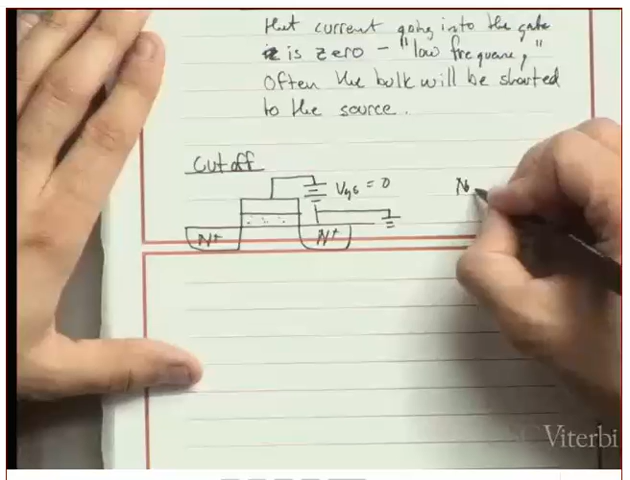 that current going into the gate
is zero - "low frequency"
Often the bulk will be shorted
to the source.
Cutoff
Vgs = 0
No
N+ N+
Viterbi